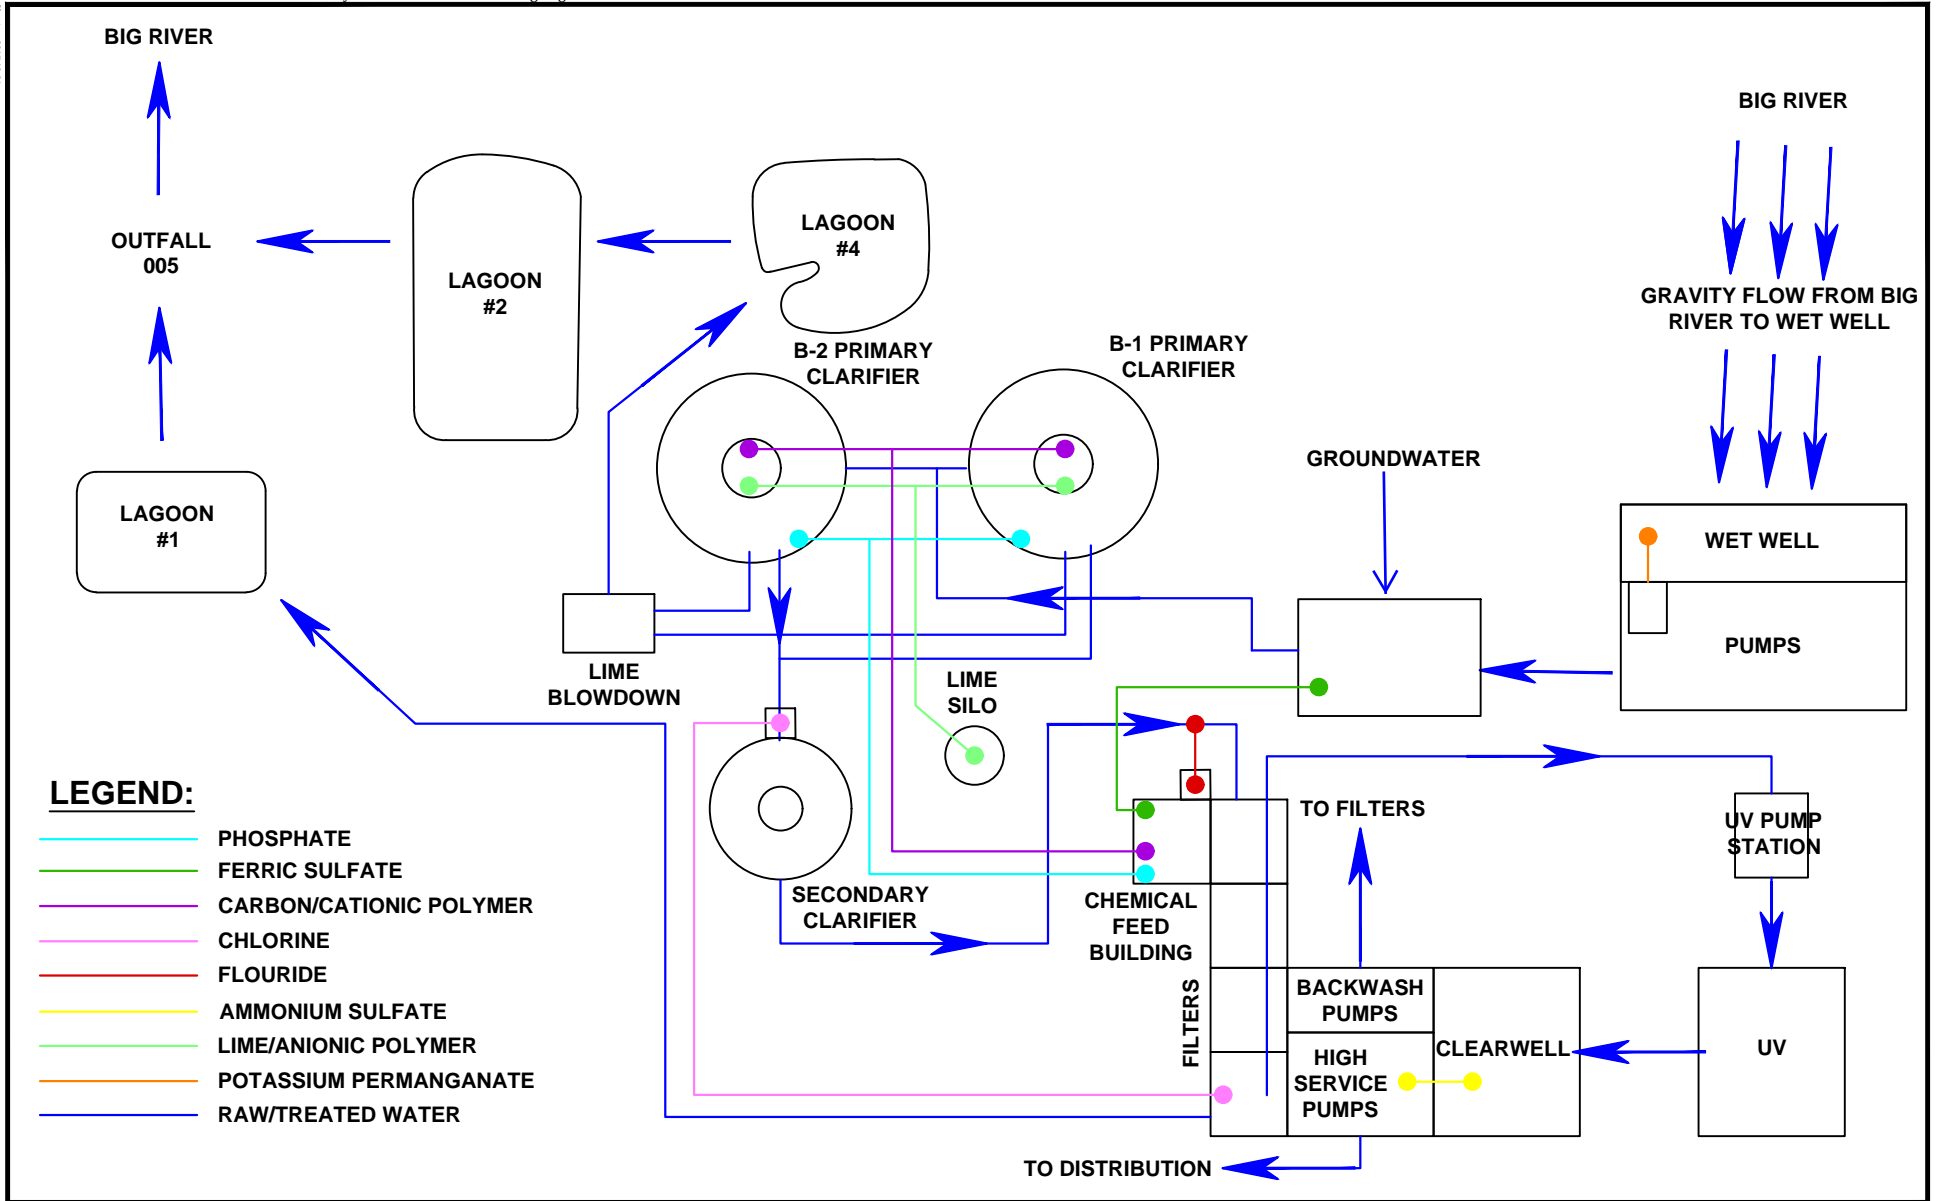 BIG RIVER
BIG RIVER
OUTFALL
005
LAGOON
#2
LAGOON
#4
GRAVITY FLOW FROM BIG
RIVER TO WET WELL
B-2 PRIMARY
CLARIFIER
B-1 PRIMARY
CLARIFIER
GROUNDWATER
LAGOON
#1
WET WELL
PUMPS
LIME
BLOWDOWN
LIME
SILO
LEGEND:
PHOSPHATE
FERRIC SULFATE
CARBON/CATIONIC POLYMER
CHLORINE
FLOURIDE
AMMONIUM SULFATE
LIME/ANIONIC POLYMER
POTASSIUM PERMANGANATE
RAW/TREATED WATER
SECONDARY
CLARIFIER
CHEMICAL
FEED
BUILDING
TO FILTERS
UV PUMP
STATION
FILTERS
BACKWASH
PUMPS
HIGH
SERVICE
PUMPS
CLEARWELL
UV
TO DISTRIBUTION